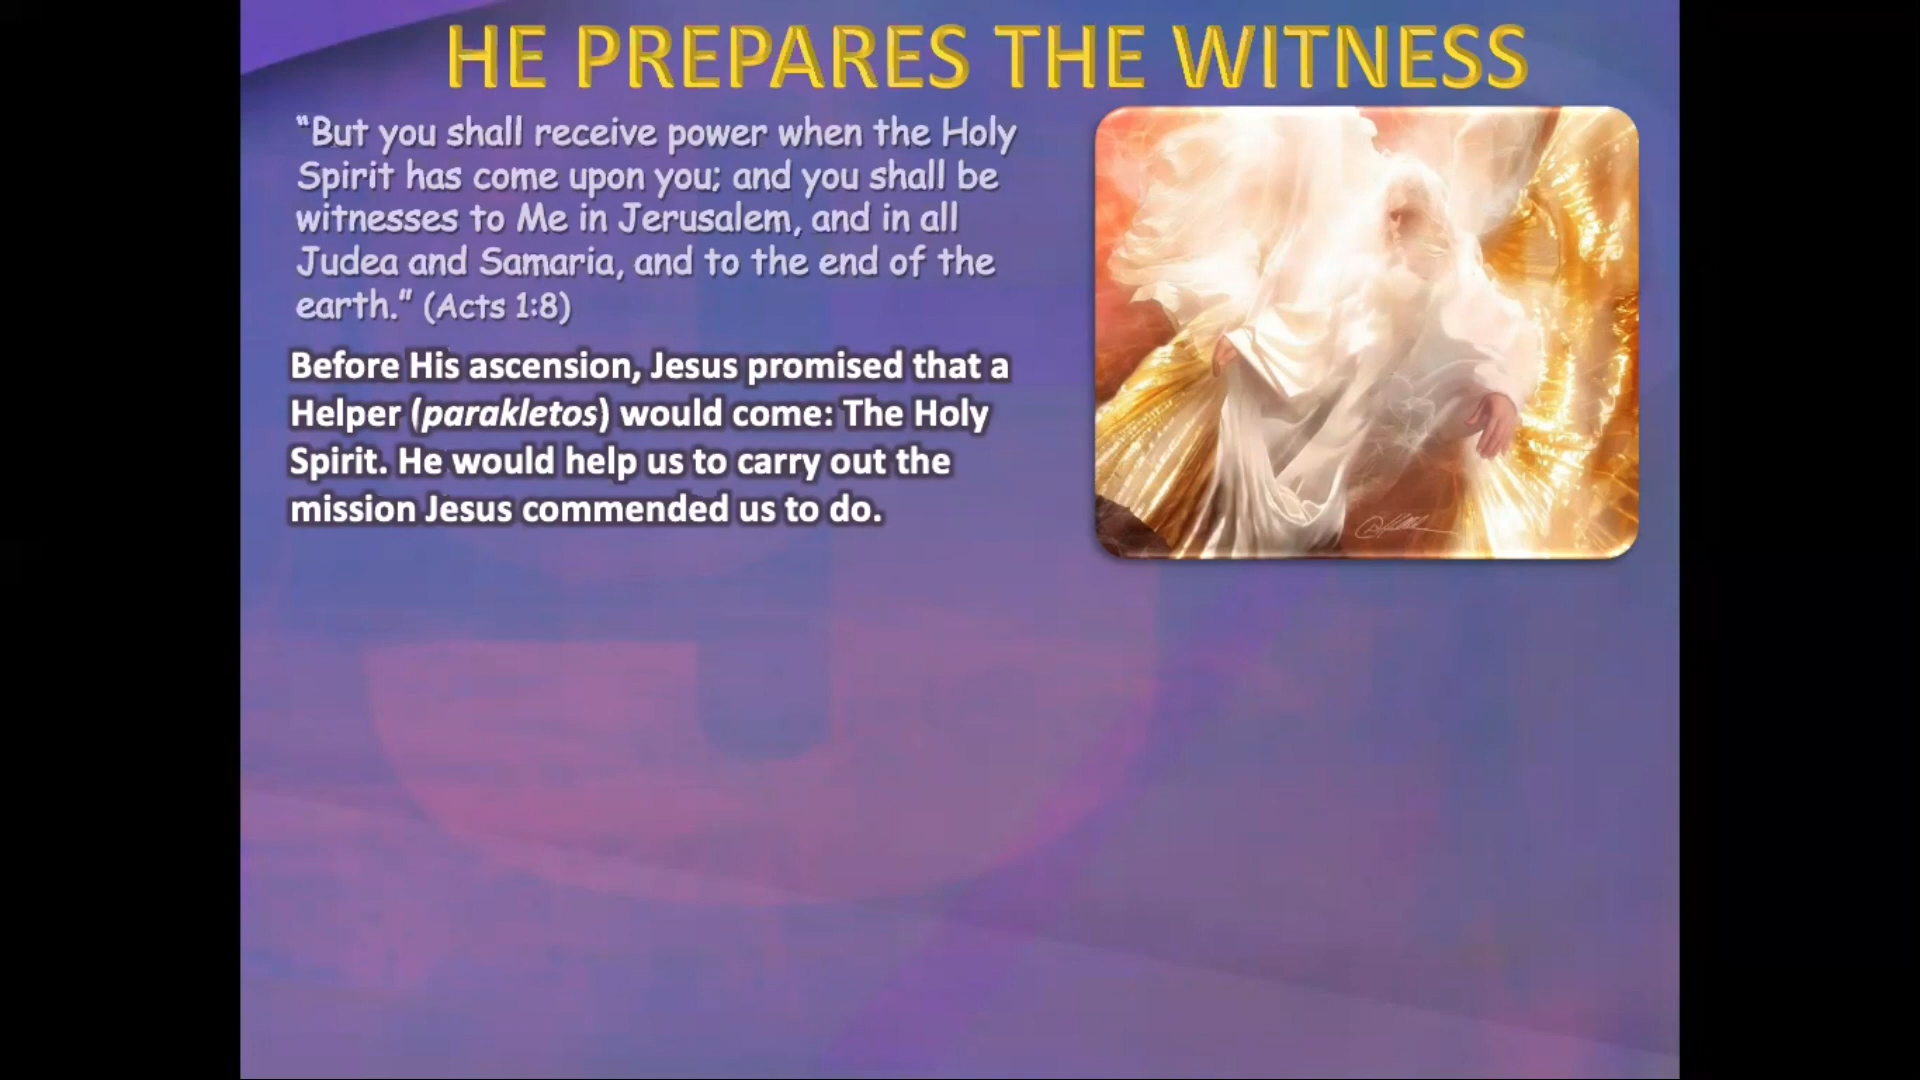 HE PREPARES THE WITNESS
“But you shall receive power when the Holy
Spirit has come upon you; and you shall be
witnesses to Me in Jerusalem, and in all
Judea and Samaria, and to the end of the
earth.” (Acts 1:8)
Before His ascension, Jesus promised that a
Helper (parakletos) would come: The Holy
Spirit. He would help us to carry out the
mission Jesus commended us to do.